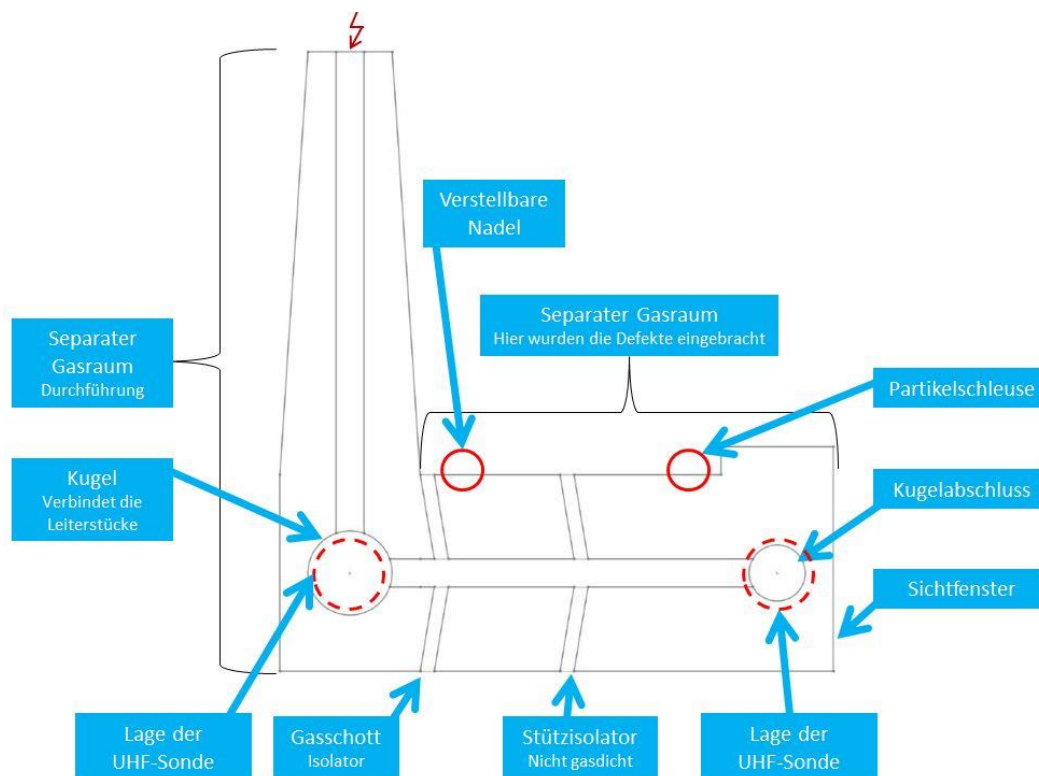 Verstellbare
Nadel
Separater Gasraum
Hier wurden die Defekte eingebracht
Separater
Gasraum
Durchführung
Partikelschleuse
Kugel
Verbindet die
Leiterstücke
Kugelabschluss
Sichtfenster
Lage der
UHF-Sonde
Gasschott
Isolator
Stützisolator
Nicht gasdicht
Lage der
UHF-Sonde